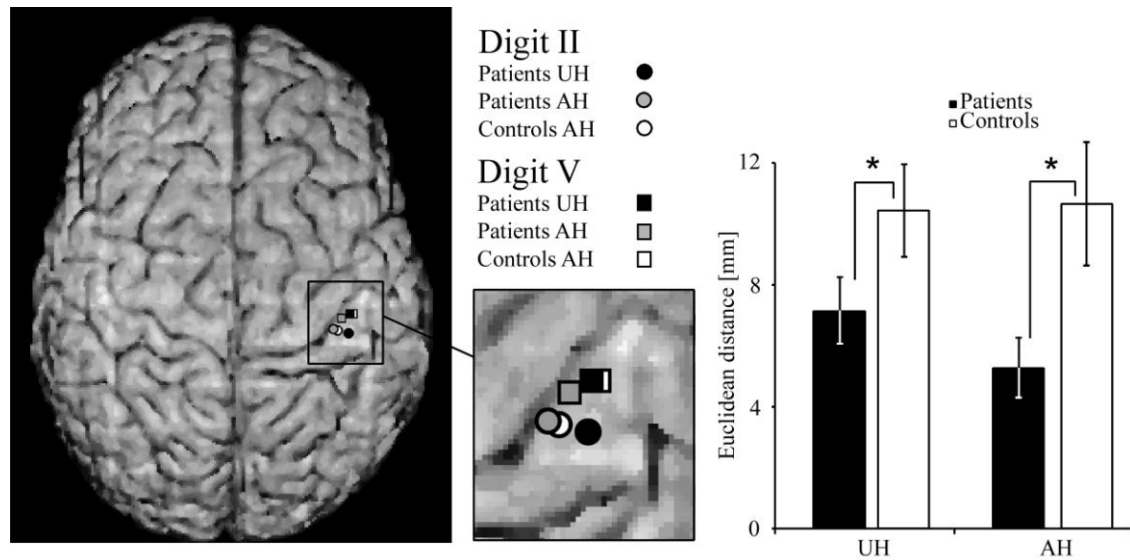 Digit II
Patients UH
Patients AH
Controls AH
Digit V
Patients UH
Patients AH
Controls AH
Patients
Controls
*
*
Euclidean distance [mm]
12
8
4
0
UH
AH